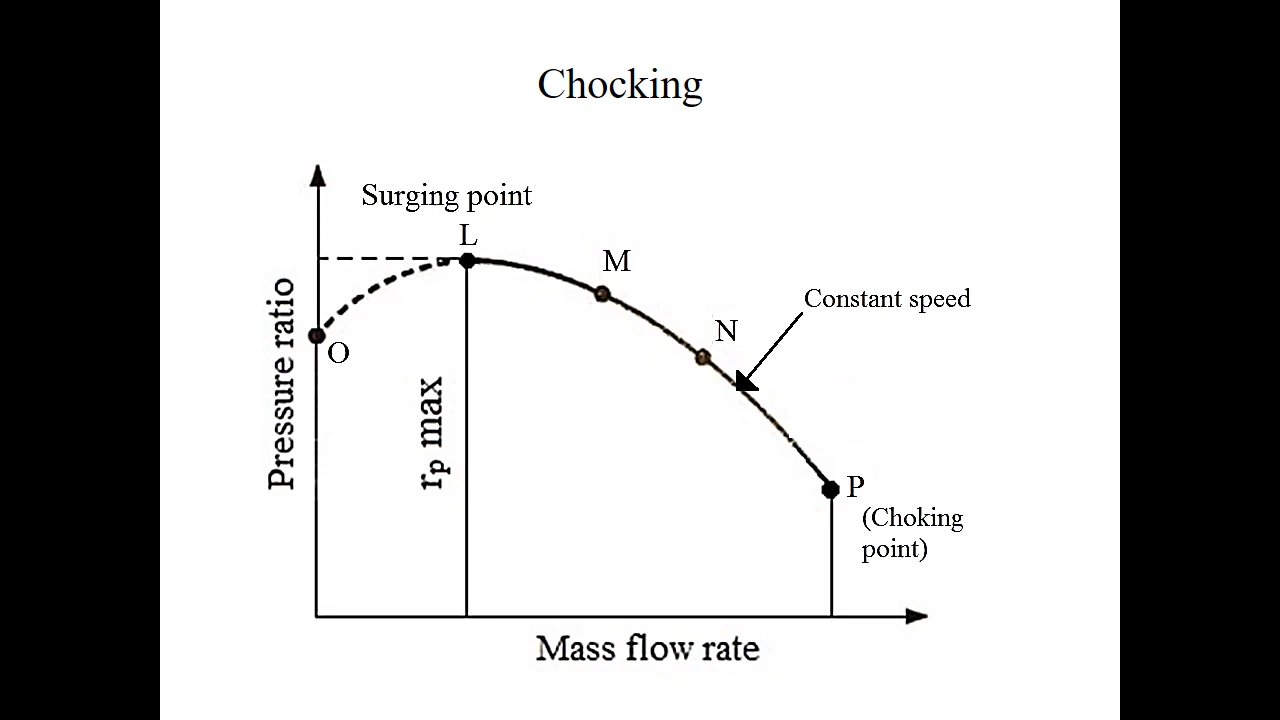 Chocking
Surging point
L
M
Constant speed
N
O
Pressure ratio
rp max
P
(Choking
point)
Mass flow rate